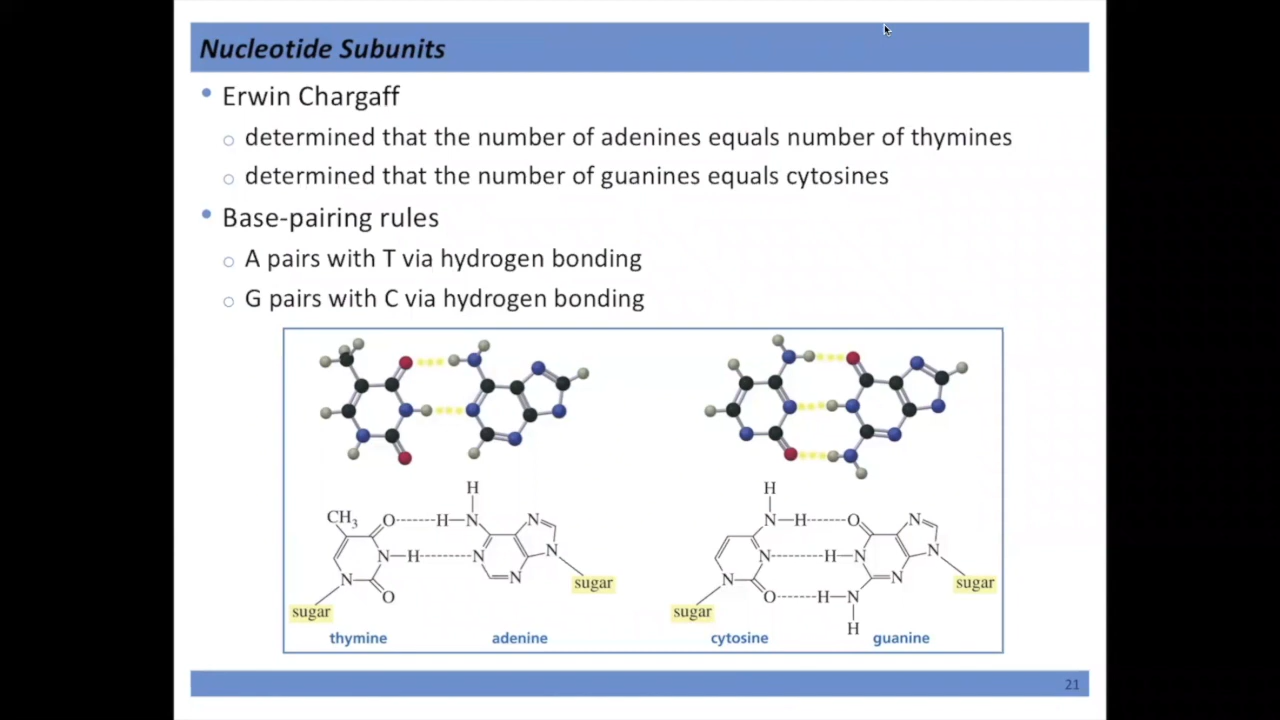 Nucleotide Subunits
• Erwin Chargaff
○ determined that the number of adenines equals number of thymines
○ determined that the number of guanines equals cytosines
• Base-pairing rules
○ A pairs with T via hydrogen bonding
○ G pairs with C via hydrogen bonding
H H
CH3 O H N N N H O N
N H N N N H N N
N N N N
sugar O H N sugar
sugar O sugar
H
thymine adenine cytosine guanine
21